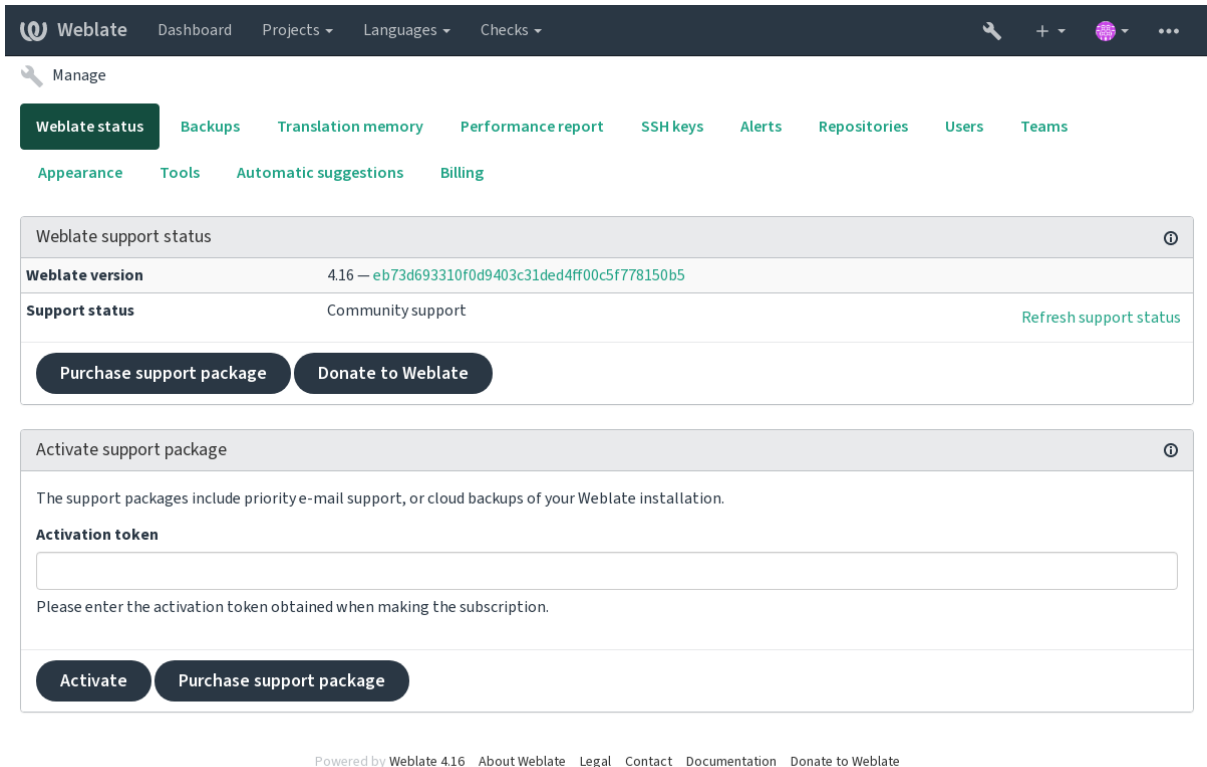 Weblate Dashboard Projects Languages Checks
Manage
Weblate status Backups Translation memory Performance report SSH keys Alerts Repositories Users Teams
Appearance Tools Automatic suggestions Billing
Weblate support status
Weblate version 4.16 — eb73d693310f0d9403c31ded4ff00c5f778150b5
Support status Community support Refresh support status
Purchase support package Donate to Weblate
Activate support package
The support packages include priority e-mail support, or cloud backups of your Weblate installation.
Activation token
Please enter the activation token obtained when making the subscription.
Activate Purchase support package
Powered by Weblate 4.16 About Weblate Legal Contact Documentation Donate to Weblate